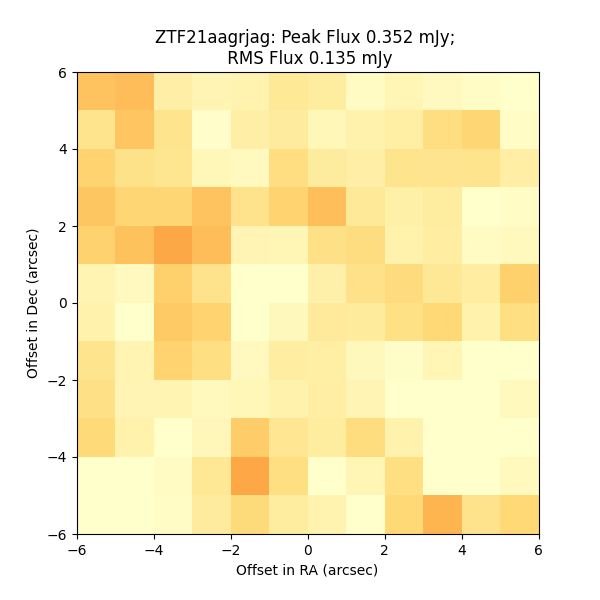 ZTF21aagrjag: Peak Flux 0.352 mJy;
RMS Flux 0.135 mJy
6
4
2
0
−2
−4
−6
Offset in Dec (arcsec)
−6 −4 −2 0 2 4 6
Offset in RA (arcsec)